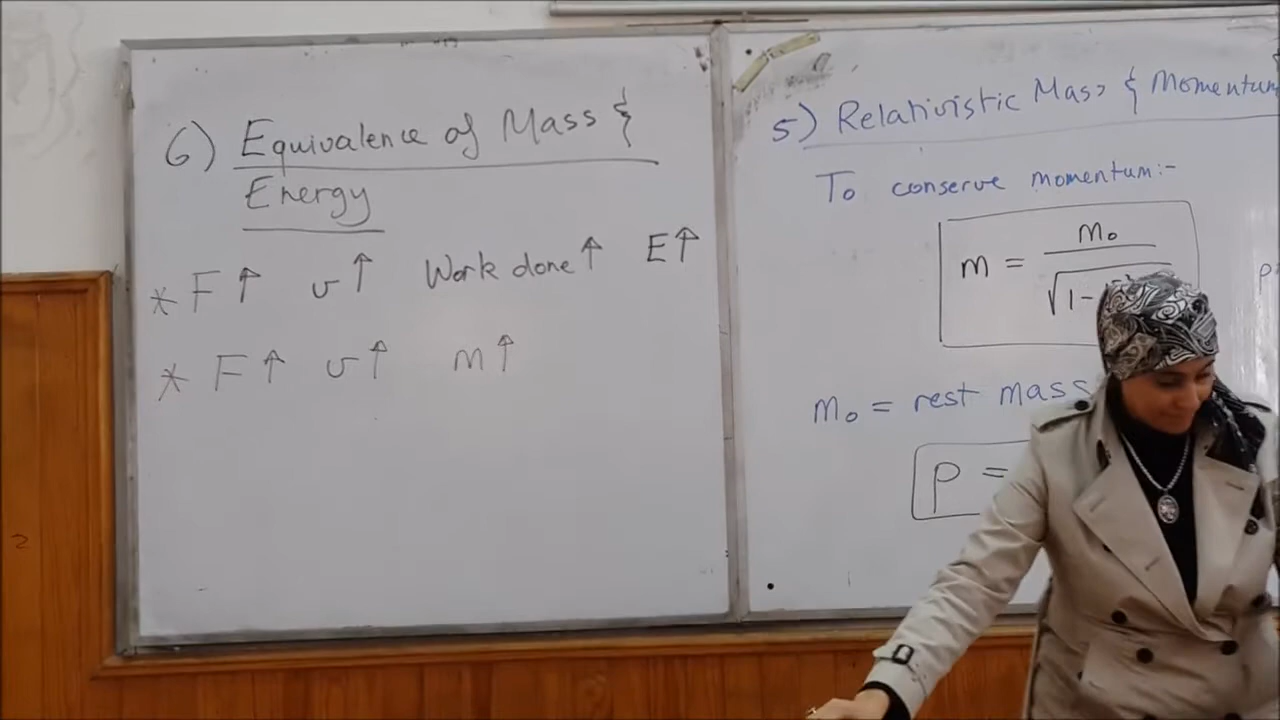 6) Equivalence of Mass &
Energy
* F ↑ v ↑ Work done ↑ E ↑
* F ↑ v ↑ m ↑
5) Relativistic Mass & Momentum
To conserve momentum:-
m = m₀ / √1-
m₀ = rest mass
p =
2